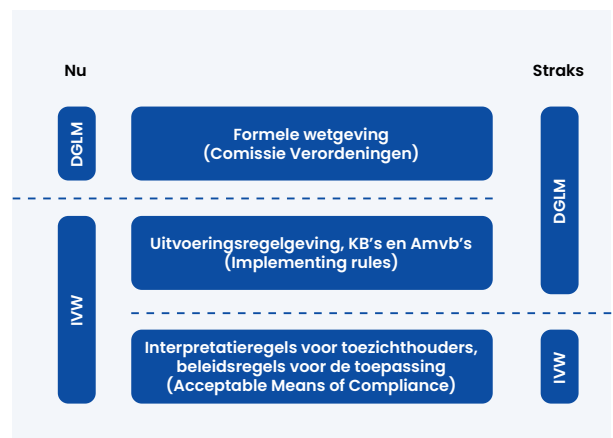 Nu
Straks
DGLM
Formele wetgeving
(Comissie Verordeningen)
DGLM
IVW
Uitvoeringsregelgeving, KB’s en Amvb’s
(Implementing rules)
Interpretatieregels voor toezichthouders,
beleidsregels voor de toepassing
(Acceptable Means of Compliance)
IVW